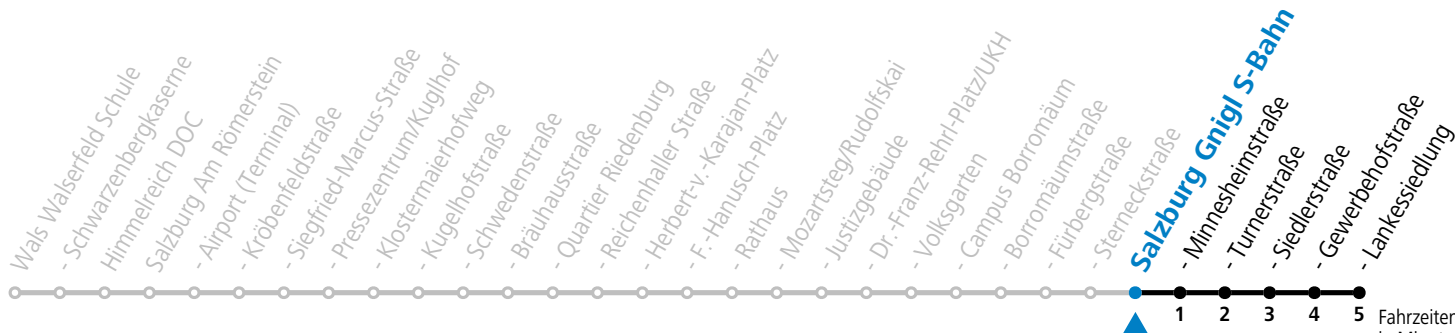 Wals Walserfeld Schule
- Schwarzenbergkaserne
Himmelreich DOC
Salzburg Am Römerstein
- Airport (Terminal)
- Kröbenfeldstraße
- Siegfried-Marcus-Straße
- Pressezentrum/Kuglhof
- Klostermaierhofweg
- Kugelhofstraße
- Schwedenstraße
- Bräuhausstraße
- Quartier Riedenburg
- Reichenhaller Straße
- Herbert-v.-Karajan-Platz
- F.-Hanusch-Platz
- Rathaus
- Mozartsteg/Rudolfskai
- Justizgebäude
- Dr.-Franz-Rehrl-Platz/UKH
- Volksgarten
- Campus Borromäum
- Borromäumstraße
- Fürbergstraße
- Sterneckstraße
Salzburg Gnigl S-Bahn
- Minnesheimstraße
- Turnerstraße
- Siedlerstraße
- Gewerbehofstraße
- Lankessiedlung
1 2 3 4 5 Fahrzeiten